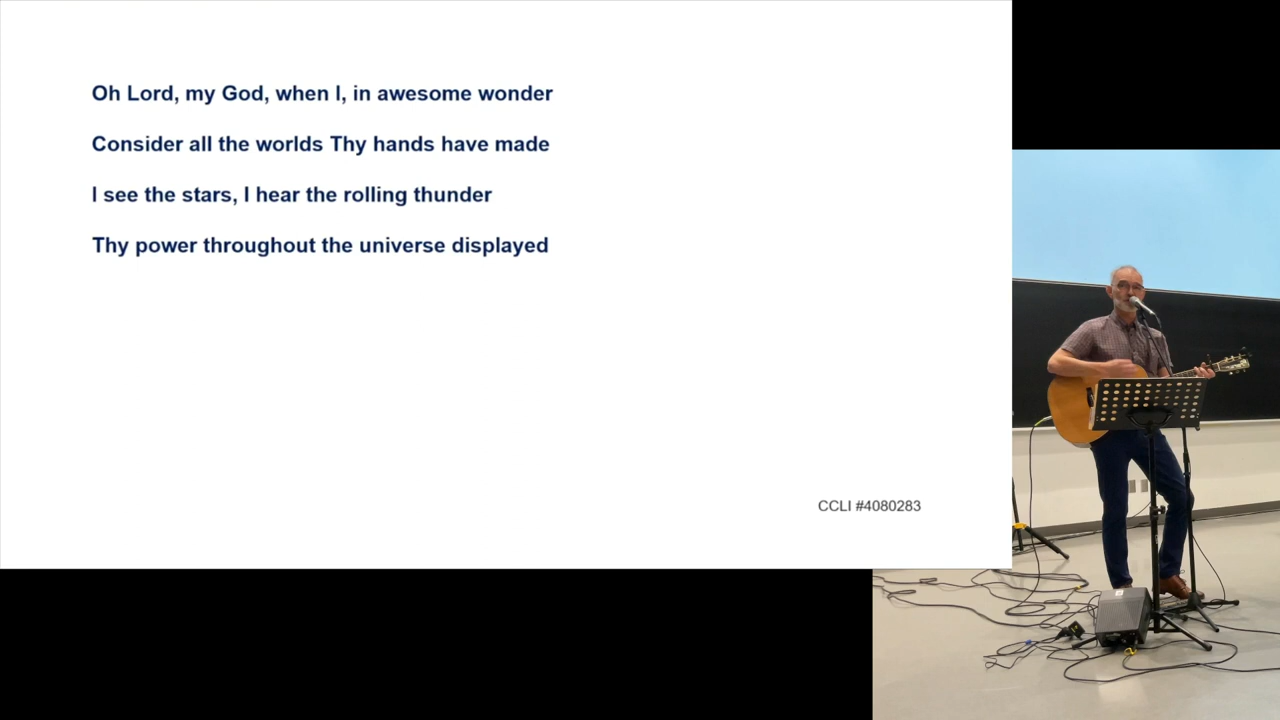 Oh Lord, my God, when I, in awesome wonder
Consider all the worlds Thy hands have made
I see the stars, I hear the rolling thunder
Thy power throughout the universe displayed
CCLI #4080283